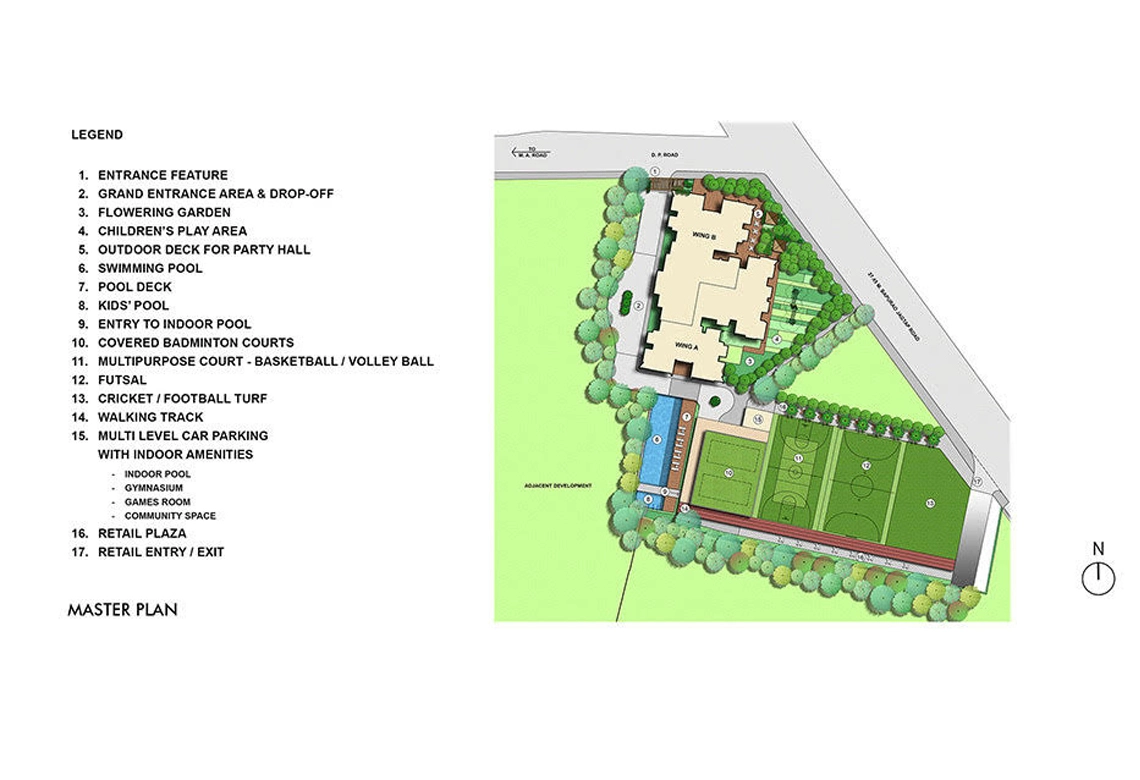 LEGEND
1. ENTRANCE FEATURE
2. GRAND ENTRANCE AREA & DROP-OFF
3. FLOWERING GARDEN
4. CHILDREN'S PLAY AREA
5. OUTDOOR DECK FOR PARTY HALL
6. SWIMMING POOL
7. POOL DECK
8. KIDS' POOL
9. ENTRY TO INDOOR POOL
10. COVERED BADMINTON COURTS
11. MULTIPURPOSE COURT - BASKETBALL / VOLLEY BALL
12. FUTSAL
13. CRICKET / FOOTBALL TURF
14. WALKING TRACK
15. MULTI LEVEL CAR PARKING
WITH INDOOR AMENITIES
- INDOOR POOL
- GYMNASIUM
- GAMES ROOM
- COMMUNITY SPACE
16. RETAIL PLAZA
17. RETAIL ENTRY / EXIT
MASTER PLAN
TO
M. A. ROAD
D. P. ROAD
1
5
WING B
BAPURAO JAGTAP ROAD
2
4
WING A
3
14
7
15
6
11
12
10
17
ADJACENT DEVELOPMENT
9
8
13
14
16
N